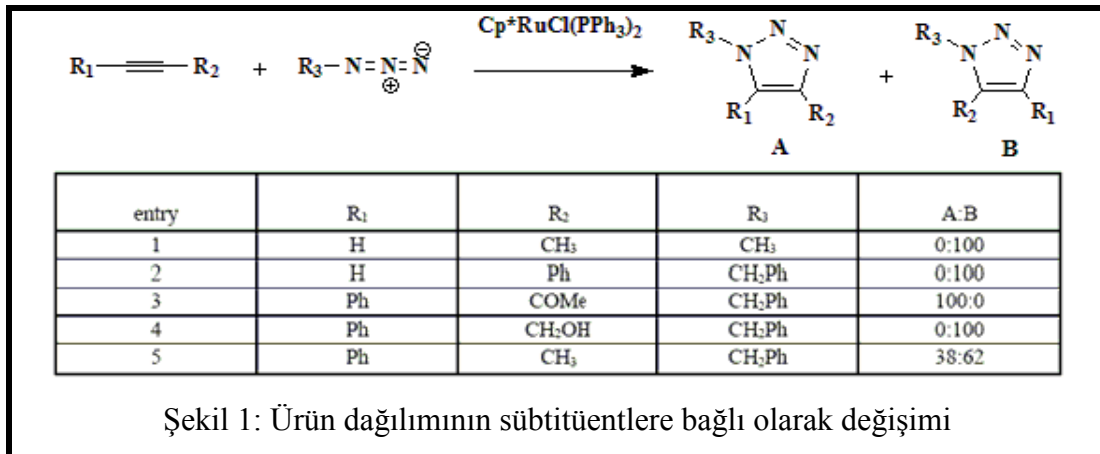 Cp*RuCl(PPh₃)₂
R₁ R₂ + R₃–N=N=N ⊖ ⊕ R₃ N N N R₁ R₂ + R₃ N N N R₂ R₁
A B
entry R₁ R₂ R₃ A:B
1 H CH₃ CH₃ 0:100
2 H Ph CH₂Ph 0:100
3 Ph COMe CH₂Ph 100:0
4 Ph CH₂OH CH₂Ph 0:100
5 Ph CH₃ CH₂Ph 38:62
Şekil 1: Ürün dağılımının sübtitüentlere bağlı olarak değişimi